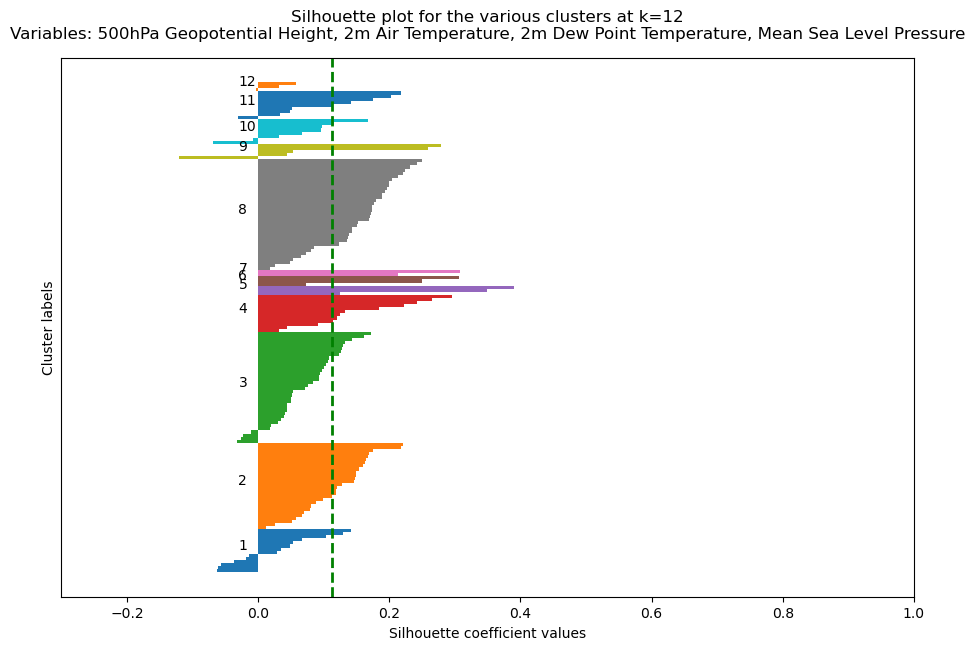 Silhouette plot for the various clusters at k=12
Variables: 500hPa Geopotential Height, 2m Air Temperature, 2m Dew Point Temperature, Mean Sea Level Pressure
12
11
10
9
8
7
6
5
4
3
2
1
Cluster labels
−0.2 0.0 0.2 0.4 0.6 0.8 1.0
Silhouette coefficient values